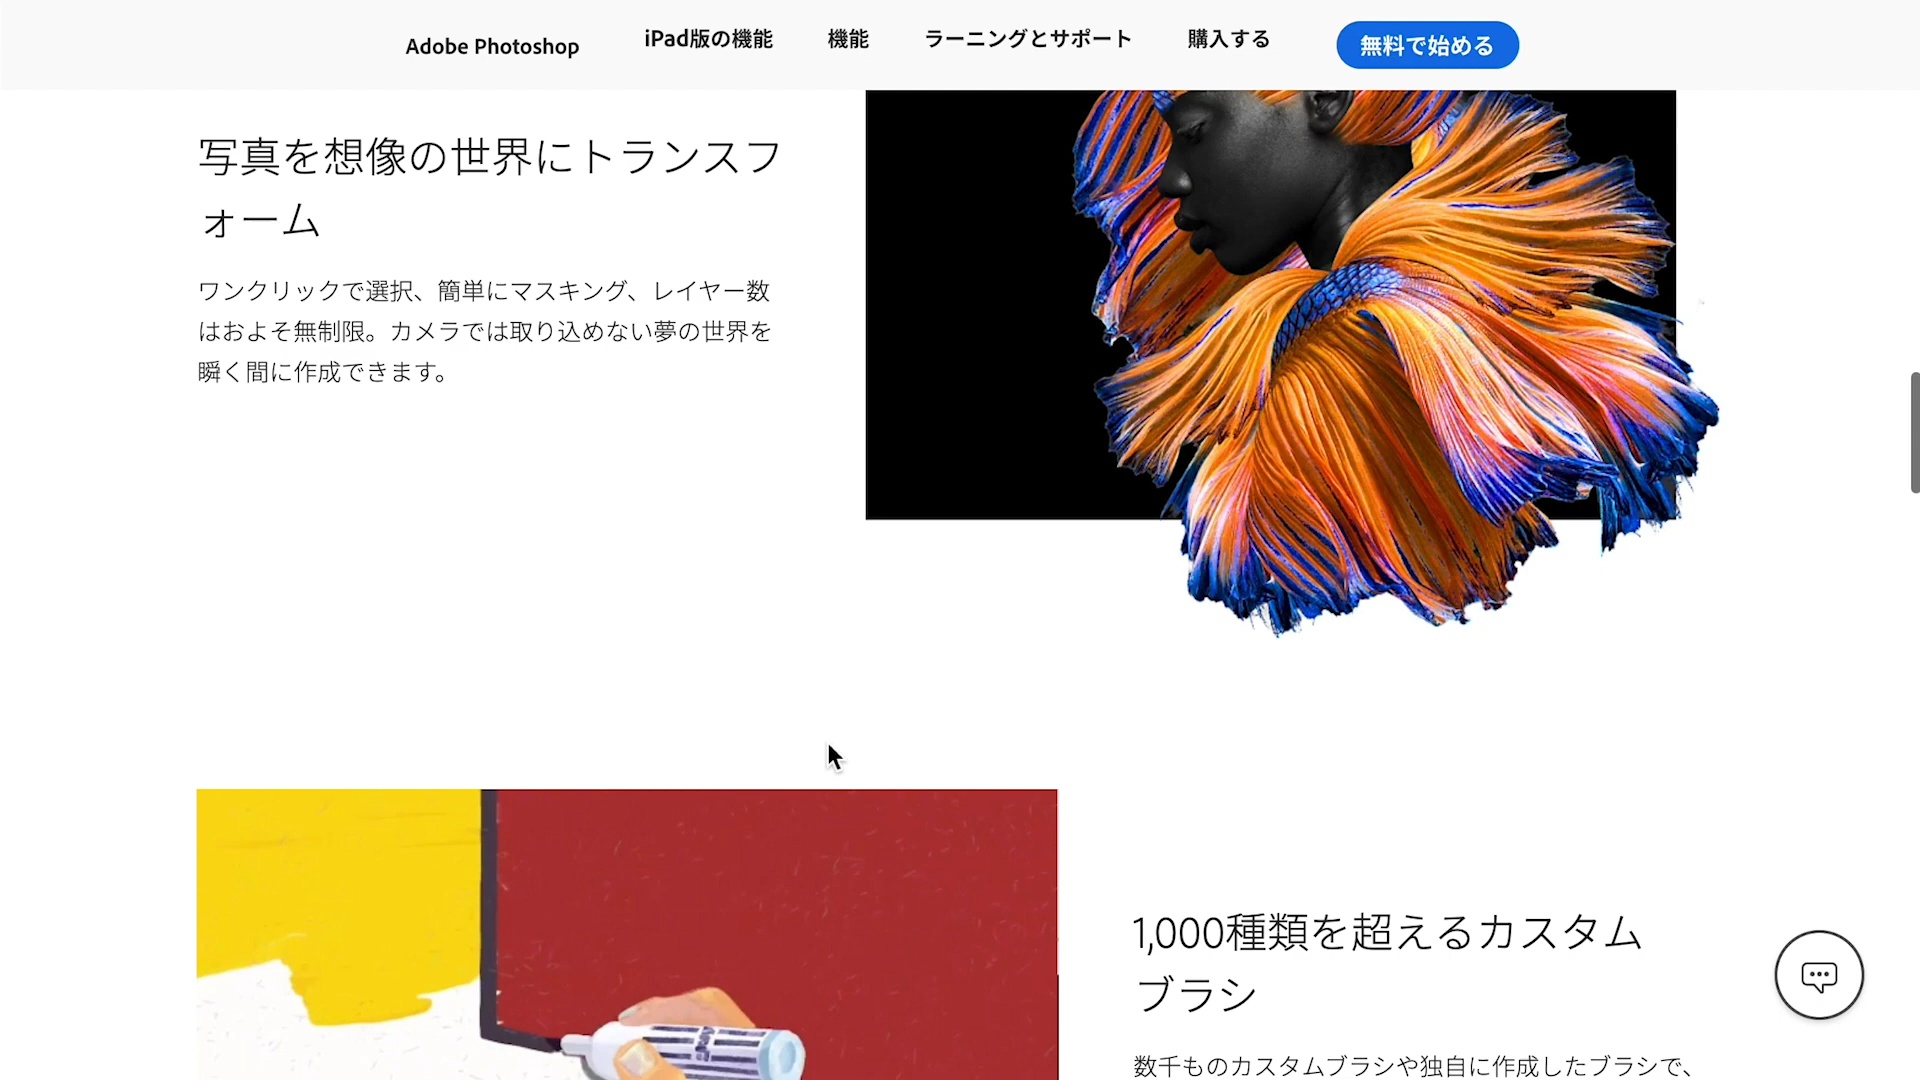 Adobe Photoshop iPad版の機能 機能 ラーニングとサポート 購入する 無料で始める
写真を想像の世界にトランスフ
ォーム
ワンクリックで選択、簡単にマスキング、レイヤー数
はおよそ無制限。カメラでは取り込めない夢の世界を
瞬く間に作成できます。
1,000種類を超えるカスタム
ブラシ
数千ものカスタムブラシや独自に作成したブラシで、